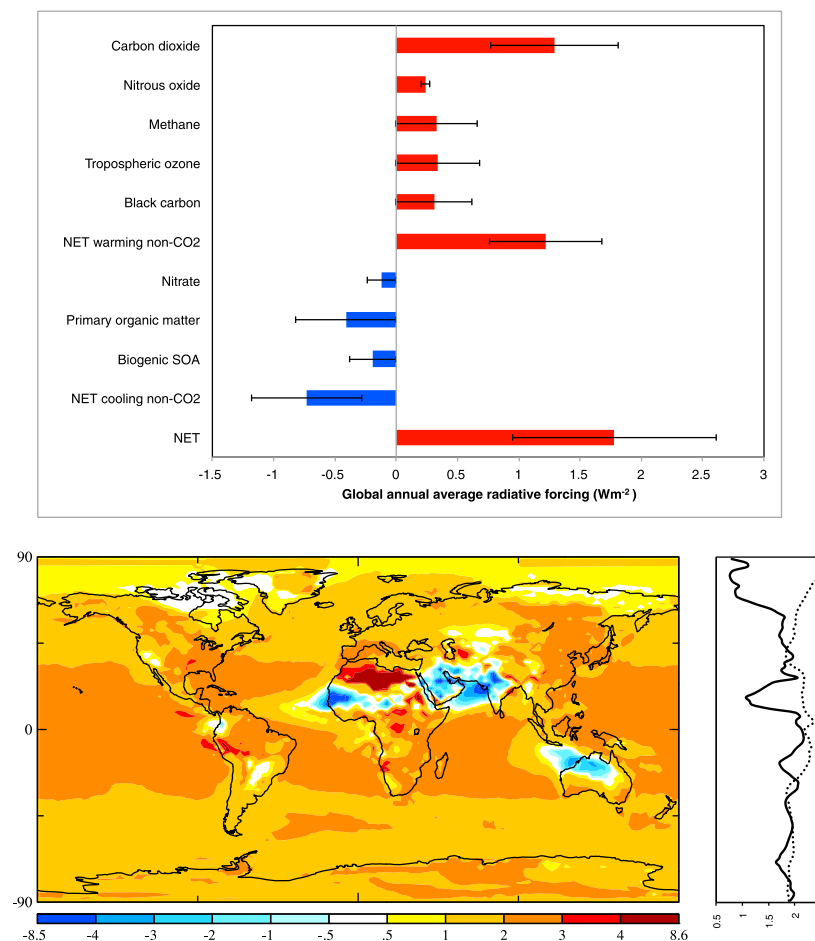 Carbon dioxide
Nitrous oxide
Methane
Tropospheric ozone
Black carbon
NET warming non-CO2
Nitrate
Primary organic matter
Biogenic SOA
NET cooling non-CO2
NET
-1.5 -1 -0.5 0 0.5 1 1.5 2 2.5 3
Global annual average radiative forcing (Wm-2 )
90
0
-90
-8.5 -4 -3 -2 -1 -.5 .5 1 2 3 4 8.6
0.5 1 1.5 2 2.5